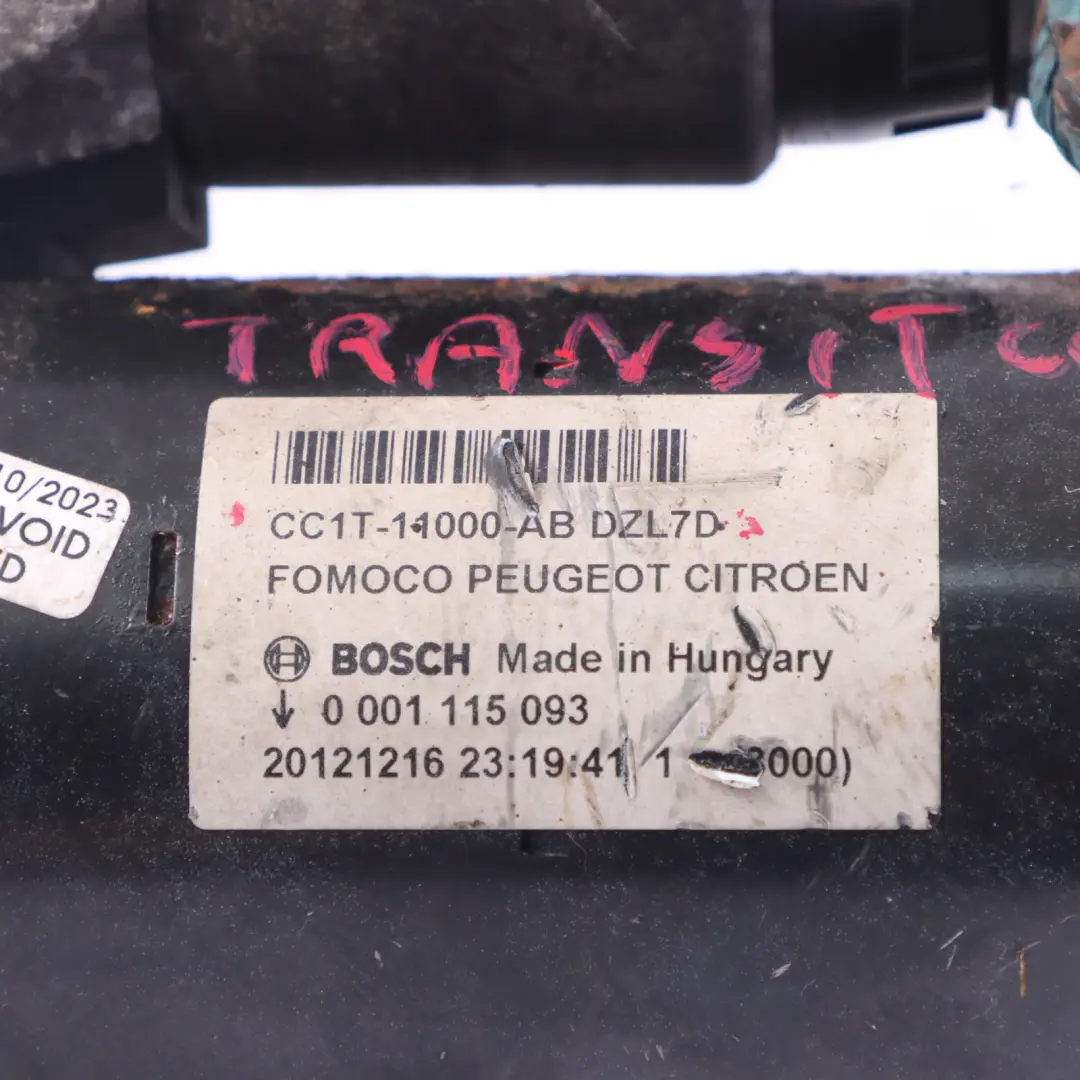 TRANSIT
10/2023
VOID
CC1T-11000-AB DZL7D
FOMOCO PEUGEOT CITROEN
BOSCH Made in Hungary
↓ 0 001 115 093
20121216 23:19:41 1